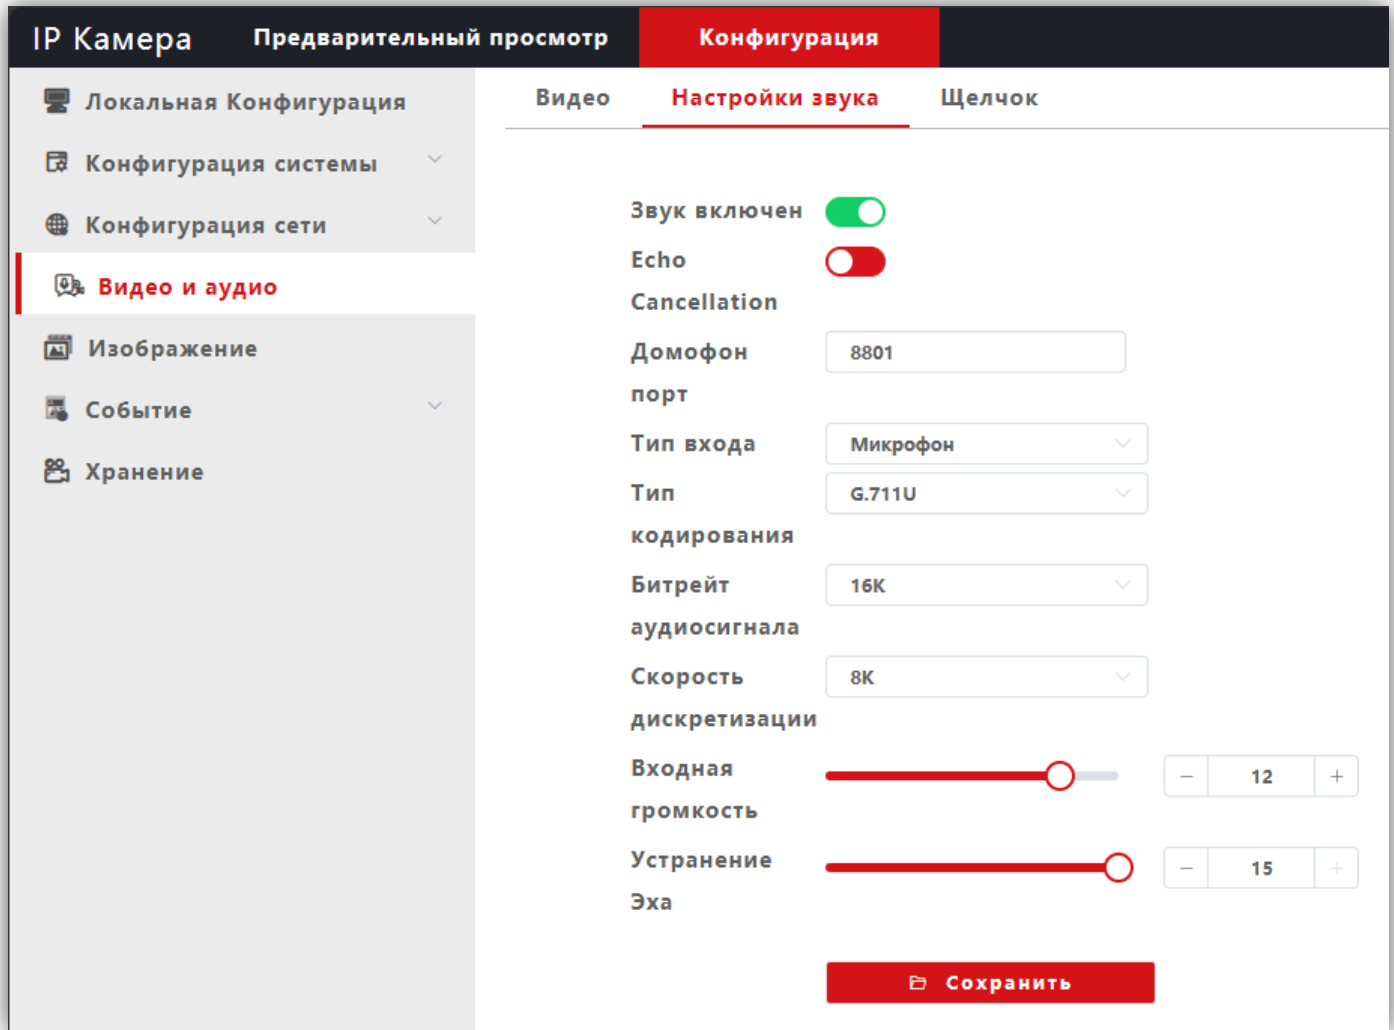 IP Камера Предварительный просмотр Конфигурация
Локальная Конфигурация
Конфигурация системы
Конфигурация сети
Видео и аудио
Изображение
Событие
Хранение
Видео Настройки звука Щелчок
Звук включен
Echo
Cancellation
Домофон
порт
8801
Тип входа
Микрофон
Тип
кодирования
G.711U
Битрейт
аудиосигнала
16K
Скорость
дискретизации
8K
Входная
громкость
− 12 +
Устранение
Эха
− 15 +
Сохранить